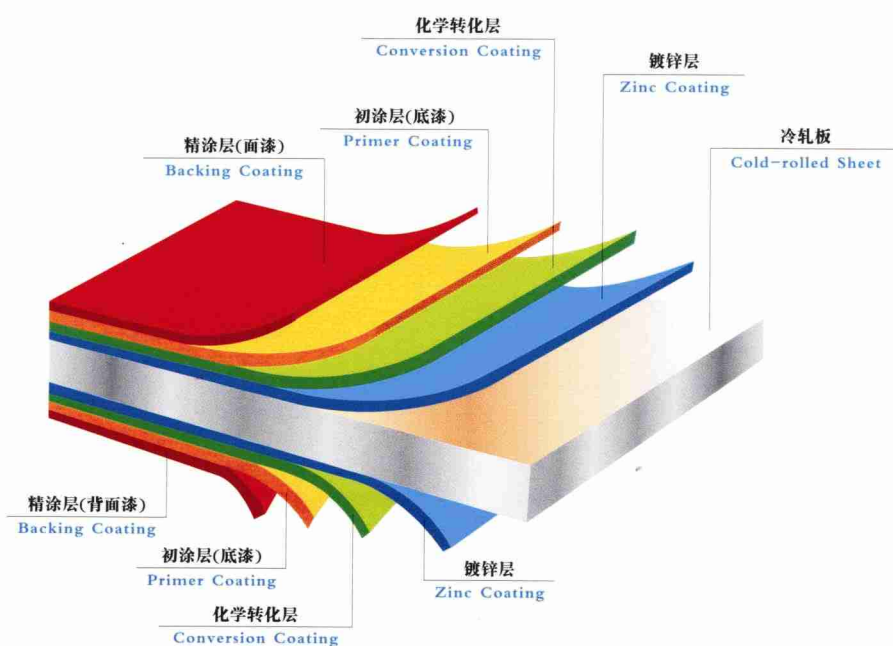 化学转化层
Conversion Coating
镀锌层
Zinc Coating
初涂层(底漆)
Primer Coating
冷轧板
Cold-rolled Sheet
精涂层(面漆)
Backing Coating
精涂层(背面漆)
Backing Coating
初涂层(底漆)
Primer Coating
镀锌层
Zinc Coating
化学转化层
Conversion Coating